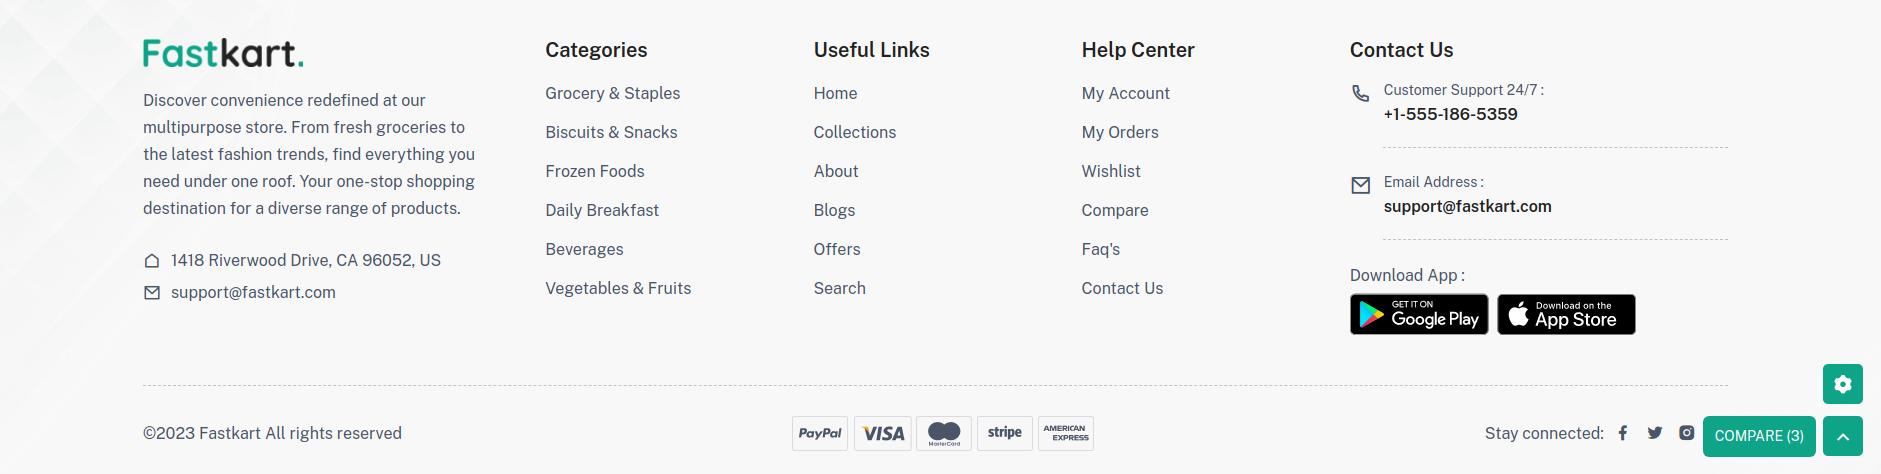 Fastkart.
Discover convenience redefined at our
multipurpose store. From fresh groceries to
the latest fashion trends, find everything you
need under one roof. Your one-stop shopping
destination for a diverse range of products.
1418 Riverwood Drive, CA 96052, US
support@fastkart.com
Categories
Grocery & Staples
Biscuits & Snacks
Frozen Foods
Daily Breakfast
Beverages
Vegetables & Fruits
Useful Links
Home
Collections
About
Blogs
Offers
Search
Help Center
My Account
My Orders
Wishlist
Compare
Faq's
Contact Us
Contact Us
Customer Support 24/7 :
+1-555-186-5359
Email Address :
support@fastkart.com
Download App :
GET IT ON
Google Play
Download on the
App Store
©2023 Fastkart All rights reserved
PayPal
VISA
MasterCard
stripe
AMERICAN
EXPRESS
Stay connected:
COMPARE (3)